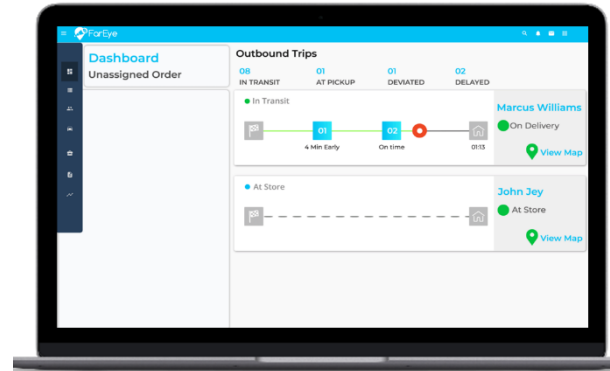 FarEye
Dashboard
Unassigned Order
Outbound Trips
08 01 01 02
IN TRANSIT AT PICKUP DEVIATED DELAYED
In Transit
Marcus Williams
On Delivery
01 02
4 Min Early On time 01:13
View Map
At Store
John Jey
At Store
View Map